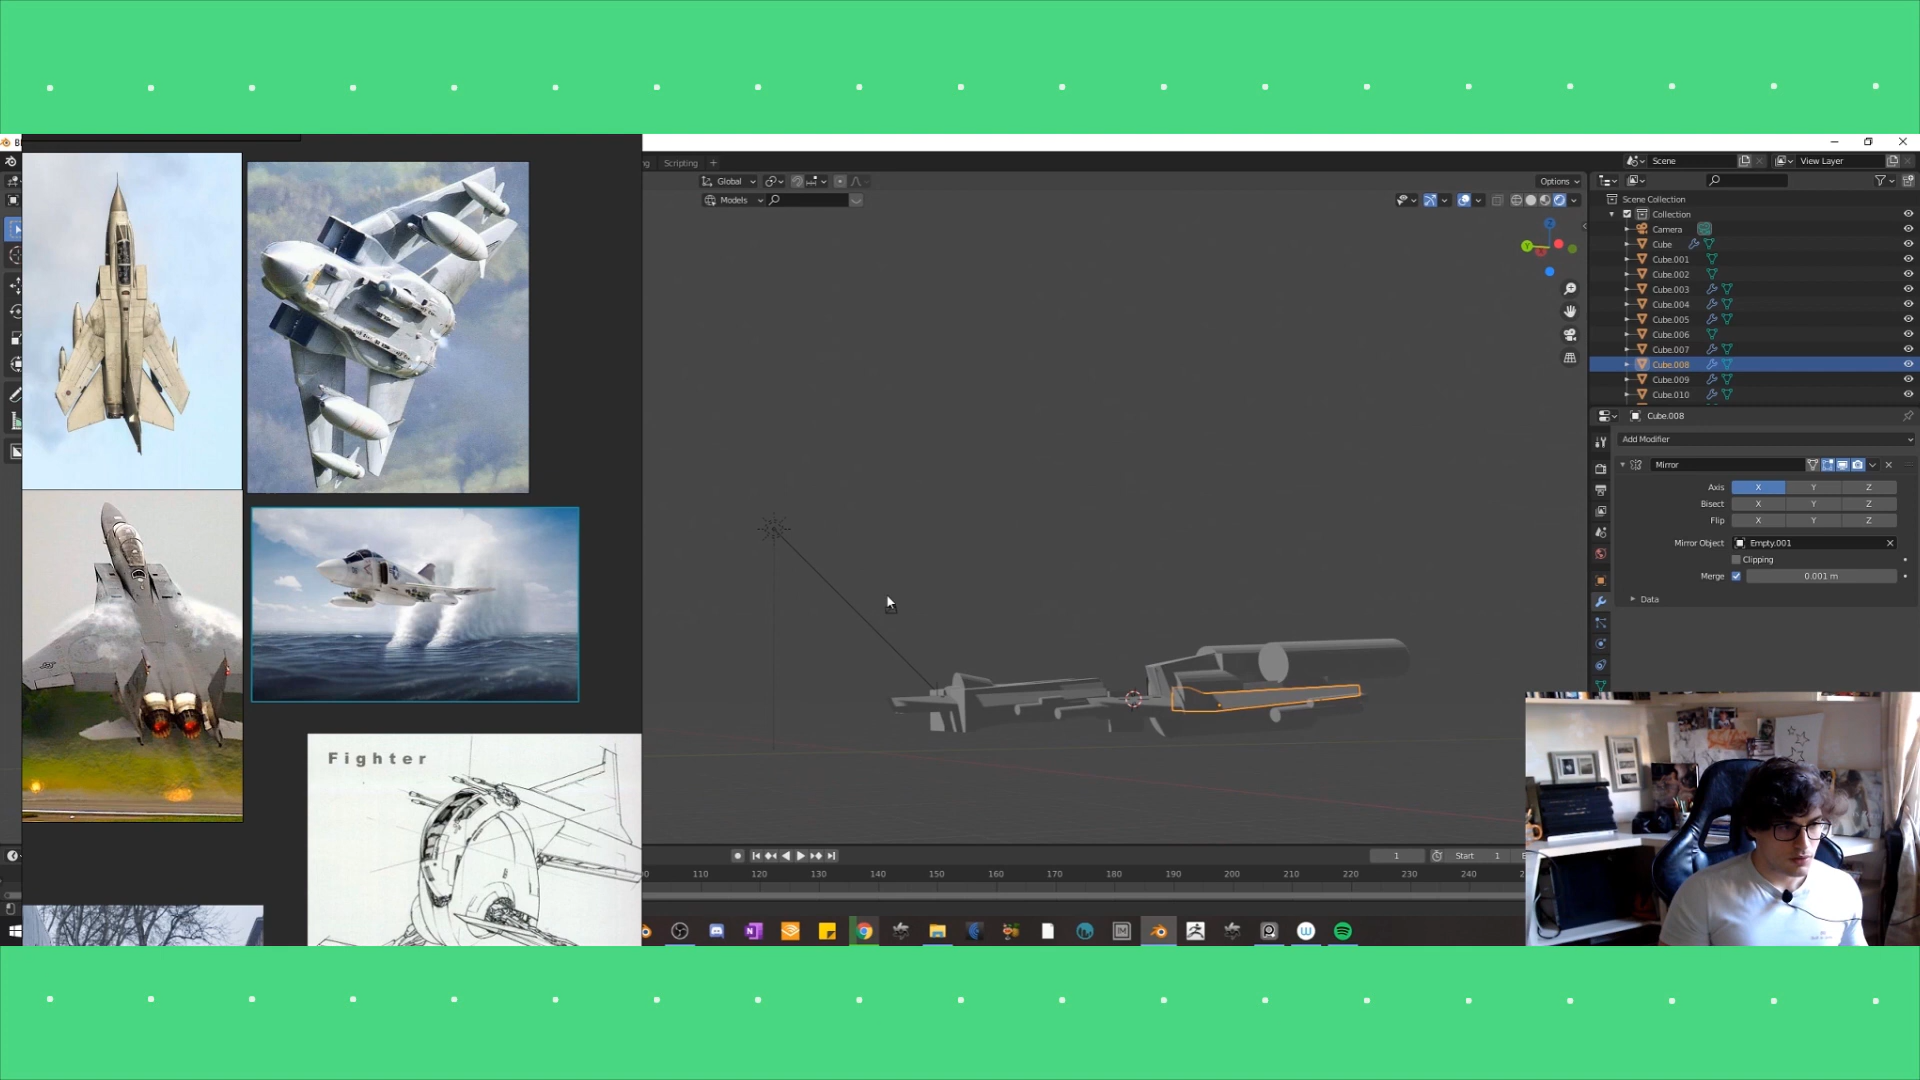 B
Scripting +
Scene
View Layer
Global
Options
Models
Scene Collection
Collection
Camera
Cube
Cube.001
Cube.002
Cube.003
Cube.004
Cube.005
Cube.006
Cube.007
Cube.008
Cube.009
Cube.010
Cube.008
Add Modifier
Mirror
Axis X Y Z
Bisect X Y Z
Flip X Y Z
Mirror Object Empty.001
Clipping
Merge 0.001 m
Data
Fighter
1 Start 1
110 120 130 140 150 160 170 180 190 200 210 220 230 240